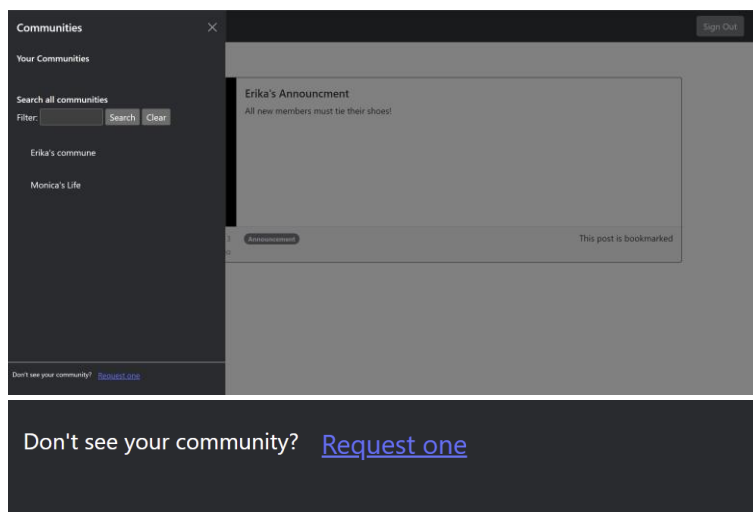 Communities
Sign Out
Your Communities
Search all communities
Filter:
Search
Clear
Erika's commune
Monica's Life
Erika's Announcment
All new members must tie their shoes!
Announcement
This post is bookmarked
Don't see your community? Request one
Don't see your community? Request one